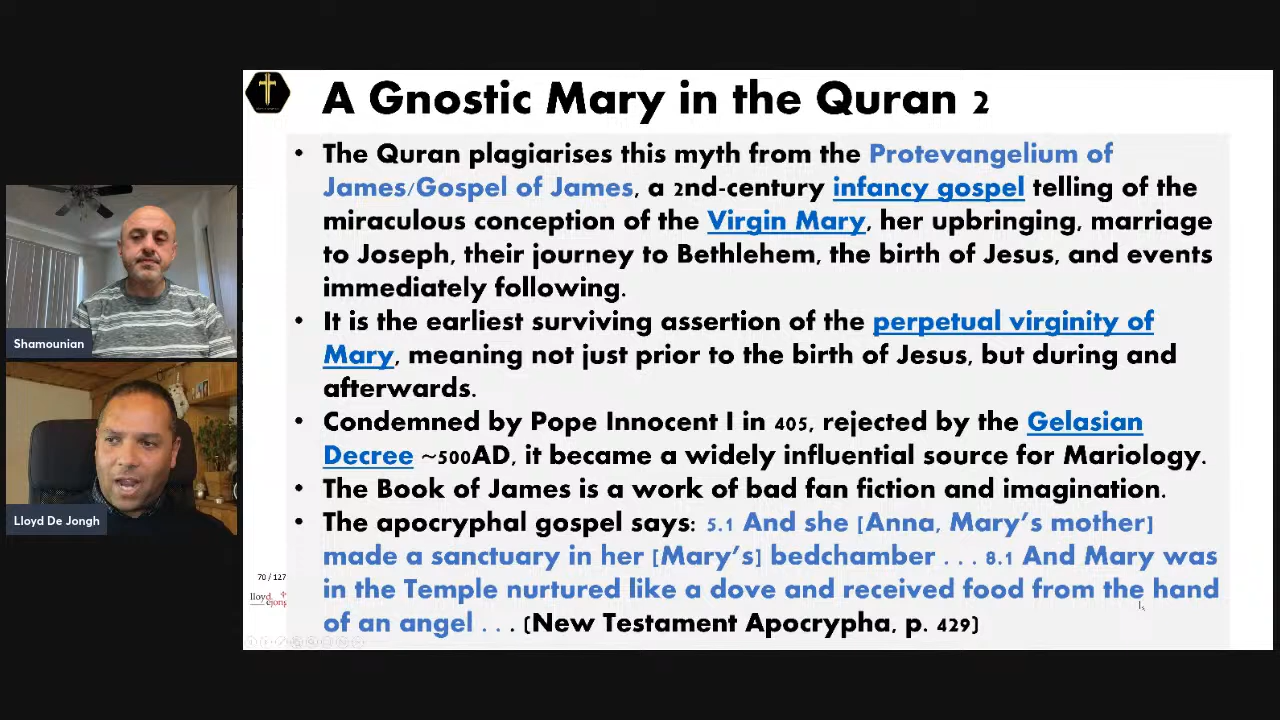 A Gnostic Mary in the Quran 2
• The Quran plagiarises this myth from the Protevangelium of
James/Gospel of James, a 2nd-century infancy gospel telling of the
miraculous conception of the Virgin Mary, her upbringing, marriage
to Joseph, their journey to Bethlehem, the birth of Jesus, and events
immediately following.
• It is the earliest surviving assertion of the perpetual virginity of
Mary, meaning not just prior to the birth of Jesus, but during and
afterwards.
• Condemned by Pope Innocent I in 405, rejected by the Gelasian
Decree ~500AD, it became a widely influential source for Mariology.
• The Book of James is a work of bad fan fiction and imagination.
• The apocryphal gospel says: 5.1 And she [Anna, Mary's mother]
made a sanctuary in her [Mary's] bedchamber . . . 8.1 And Mary was
in the Temple nurtured like a dove and received food from the hand
of an angel . . . (New Testament Apocrypha, p. 429)
Shamounian
Lloyd De Jongh
70 / 127
lloyd